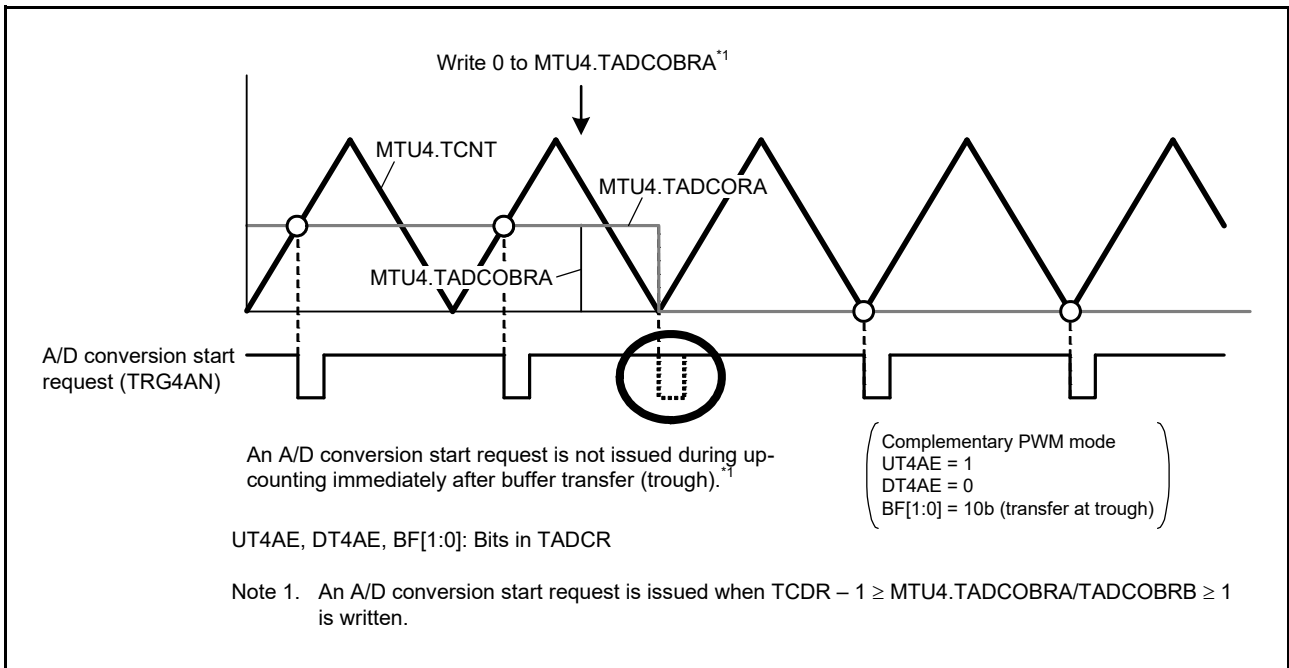 Write 0 to MTU4.TADCOBRA*1
MTU4.TCNT
MTU4.TADCORA
MTU4.TADCOBRA
A/D conversion start
request (TRG4AN)
An A/D conversion start request is not issued during up-
counting immediately after buffer transfer (trough).*1
Complementary PWM mode
UT4AE = 1
DT4AE = 0
BF[1:0] = 10b (transfer at trough)
UT4AE, DT4AE, BF[1:0]: Bits in TADCR
Note 1. An A/D conversion start request is issued when TCDR – 1 ≥ MTU4.TADCOBRA/TADCOBRB ≥ 1
is written.